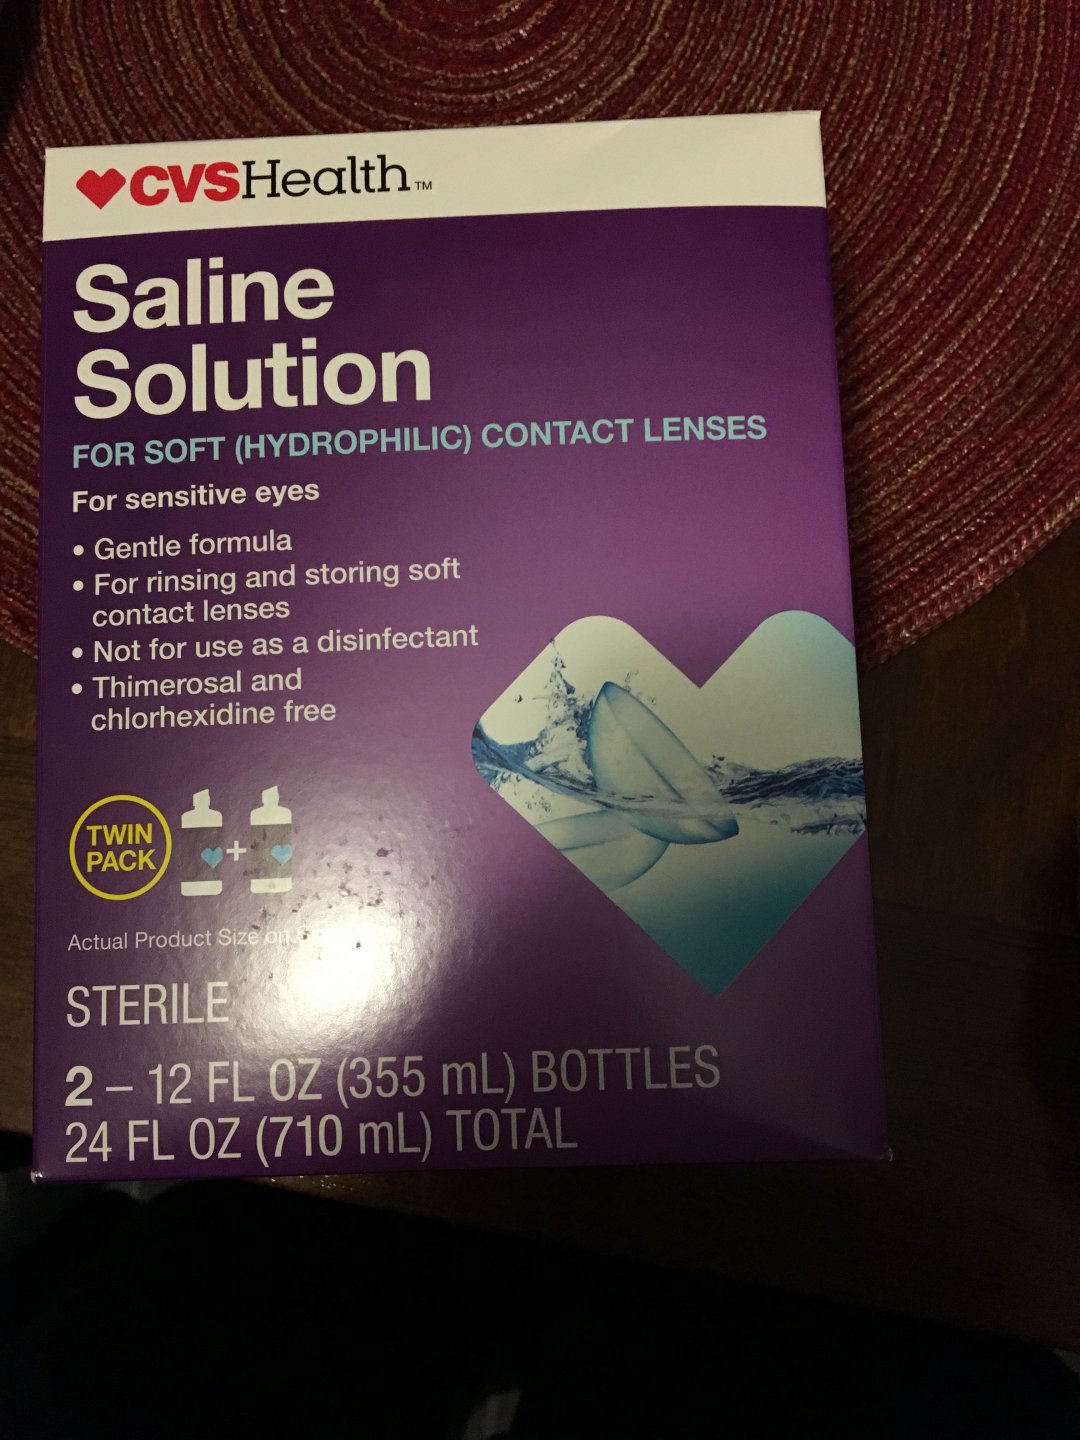 CVSHealth™
Saline
Solution
FOR SOFT (HYDROPHILIC) CONTACT LENSES
For sensitive eyes
• Gentle formula
• For rinsing and storing soft
contact lenses
• Not for use as a disinfectant
• Thimerosal and
chlorhexidine free
TWIN
PACK
+
Actual Product Size on
STERILE
2 – 12 FL OZ (355 mL) BOTTLES
24 FL OZ (710 mL) TOTAL